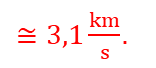 ≅ 3,1 km/s.